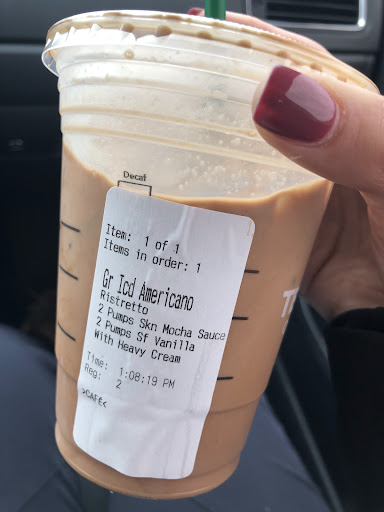 Decaf
Item: 1 of 1
Items in order: 1
Gr Icd Americano
Ristretto
2 Pumps Skn Mocha Sauce
2 Pumps Sf Vanilla
With Heavy Cream
Time: 1:08:19 PM
Reg: 2
>CAFÉ<